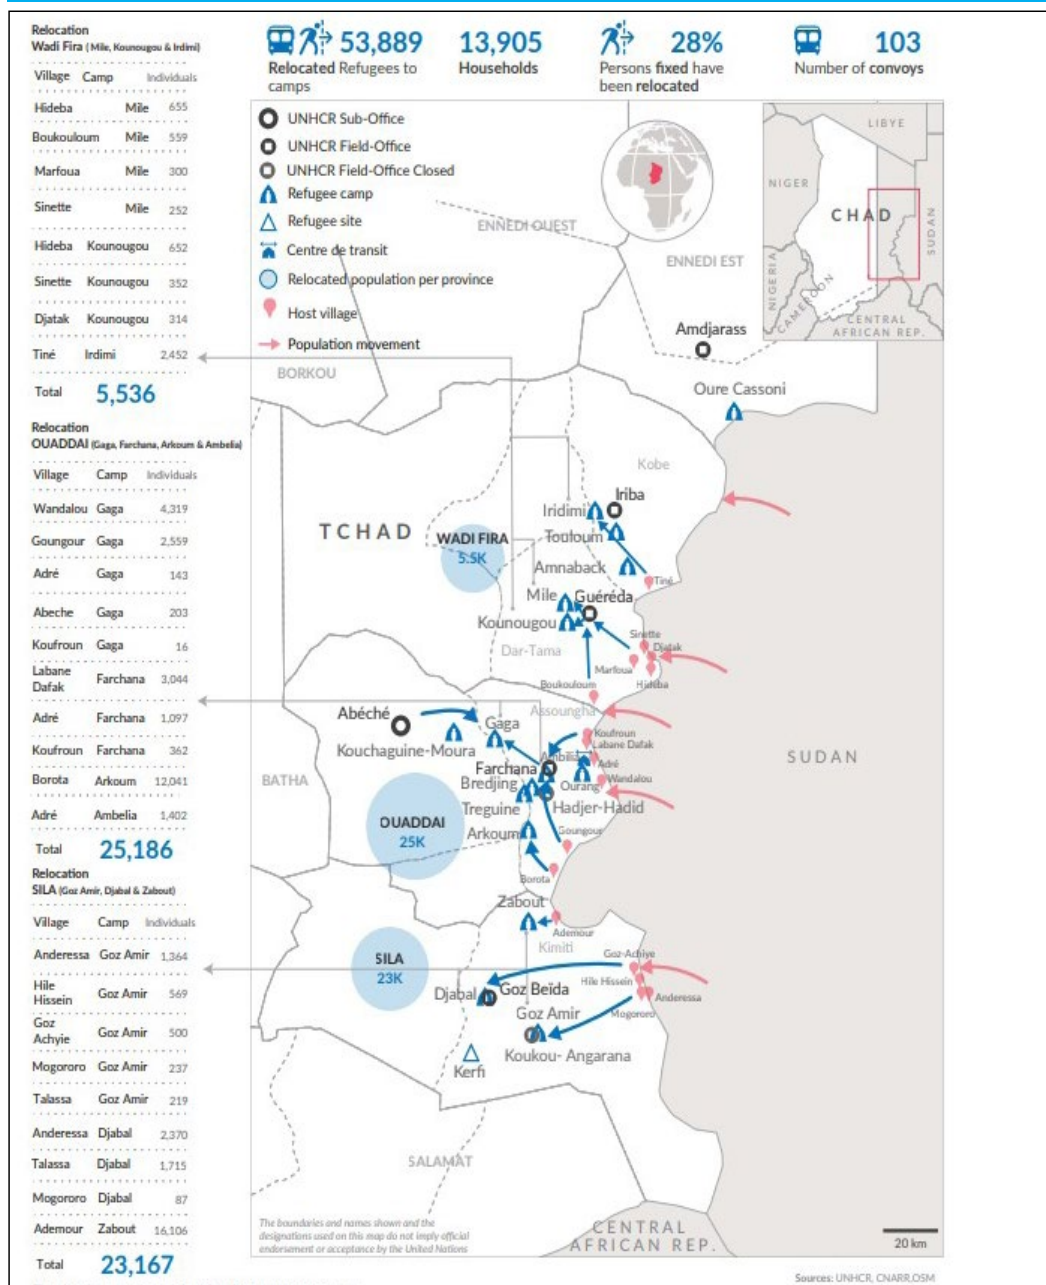 Relocation
Wadi Fira ( Mile, Kounougou & Irdimi)
Village Camp Individuals
Hideba Mile 655
Boukouloum Mile 559
Marfoua Mile 300
Sinette Mile 252
Hideba Kounougou 652
Sinette Kounougou 352
Djatak Kounougou 314
Tiné Irdimi 2,452
Total 5,536
Relocation
OUADDAI (Gaga, Farchana, Arkoum & Ambelia)
Village Camp Individuals
Wandalou Gaga 4,319
Goungour Gaga 2,559
Adré Gaga 143
Abeche Gaga 203
Koufroun Gaga 16
Labane
Dafak Farchana 3,044
Adré Farchana 1,097
Koufroun Farchana 362
Borota Arkoum 12,041
Adré Ambelia 1,402
Total 25,186
Relocation
SILA (Goz Amir, Djabal & Zabout)
Village Camp Individuals
Anderessa Goz Amir 1,364
Hile
Hissein Goz Amir 569
Goz
Achyie Goz Amir 500
Mogororo Goz Amir 237
Talassa Goz Amir 219
Anderessa Djabal 2,370
Talassa Djabal 1,715
Mogororo Djabal 87
Ademour Zabout 16,106
Total 23,167
53,889
Relocated Refugees to
camps
13,905
Households
28%
Persons fixed have
been relocated
103
Number of convoys
UNHCR Sub-Office
UNHCR Field-Office
UNHCR Field-Office Closed
Refugee camp
Refugee site
Centre de transit
Relocated population per province
Host village
Population movement
LIBYE
NIGER
CHAD
SUDAN
NIGERIA
CAMEROON
CENTRAL
AFRICAN REP.
ENNEDI OUEST
ENNEDI EST
BORKOU
Amdjarass
Oure Cassoni
Kobe
TCHAD
Iriba
Iridimi
Touloum
WADI FIRA
5.5K
Amnaback
Tiné
Mile
Guéréda
Kounougou
Sinette
Djatak
Dar-Tama
Marfoua
Hideba
Boukouloum
Assoungha
Abéché
Gaga
Koufroun
Labane Dafak
Kouchaguine-Moura
Ambilia
Adré
SUDAN
BATHA
Farchana
Bredjing
Ourang
Wandalou
Treguine
Hadjer-Hadid
OUADDAI
25K
Arkoum
Goungour
Borota
Zabout
Ademour
Kimiti
SILA
23K
Goz-Achiye
Hile Hissein
Anderessa
Djabal
Goz Beïda
Goz Amir
Mogororo
Koukou- Angarana
Kerfi
SALAMAT
The boundaries and names shown and the
designations used on this map do not imply official
endorsement or acceptance by the United Nations
CENTRAL
AFRICAN REP.
20 km
Sources: UNHCR, CNARR,OSM